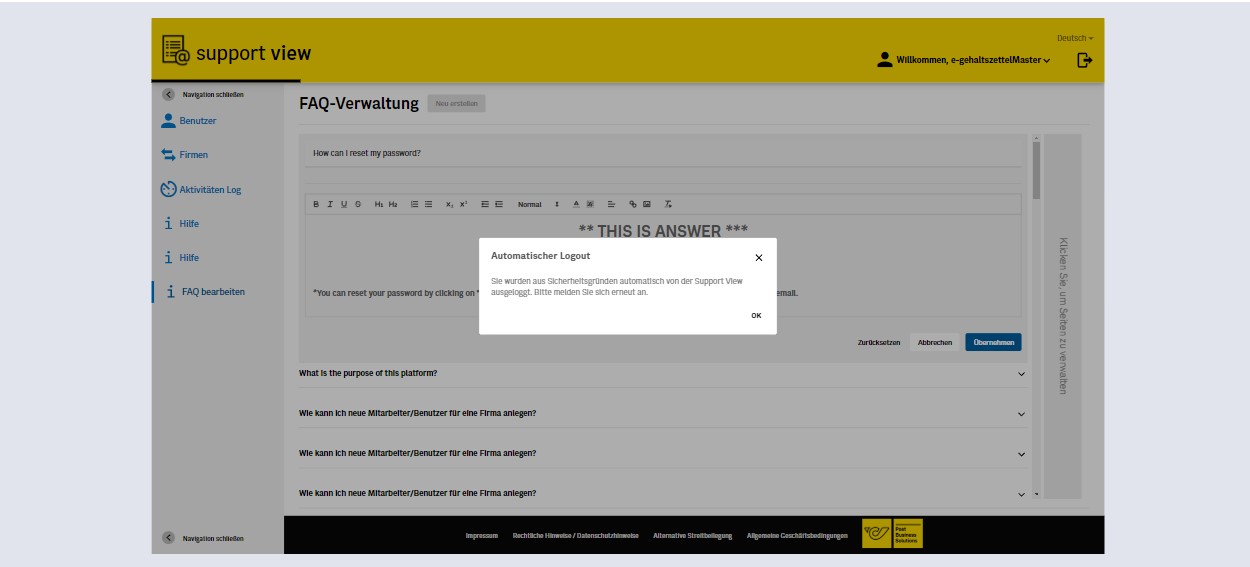 support view
Deutsch
Willkommen, e-gehaltszettelMaster
Navigation schließen
Benutzer
Firmen
Aktivitäten Log
Hilfe
Hilfe
FAQ bearbeiten
Navigation schließen
FAQ-Verwaltung
Neu erstellen
How can I reset my password?
B I U S H1 H2 X2 X2 Normal A A
** THIS IS ANSWER ***
*You can reset your password by clicking on "
email.
Automatischer Logout
Sie wurden aus Sicherheitsgründen automatisch von der Support View
ausgeloggt. Bitte melden Sie sich erneut an.
OK
Zurücksetzen Abbrechen Übernehmen
What is the purpose of this platform?
Wie kann ich neue Mitarbeiter/Benutzer für eine Firma anlegen?
Wie kann ich neue Mitarbeiter/Benutzer für eine Firma anlegen?
Wie kann ich neue Mitarbeiter/Benutzer für eine Firma anlegen?
Klicken Sie, um Seiten zu verwalten
Impressum Rechtliche Hinweise / Datenschutzhinweise Alternative Streitbeilegung Allgemeine Geschäftsbedingungen
Post
Business
Solutions